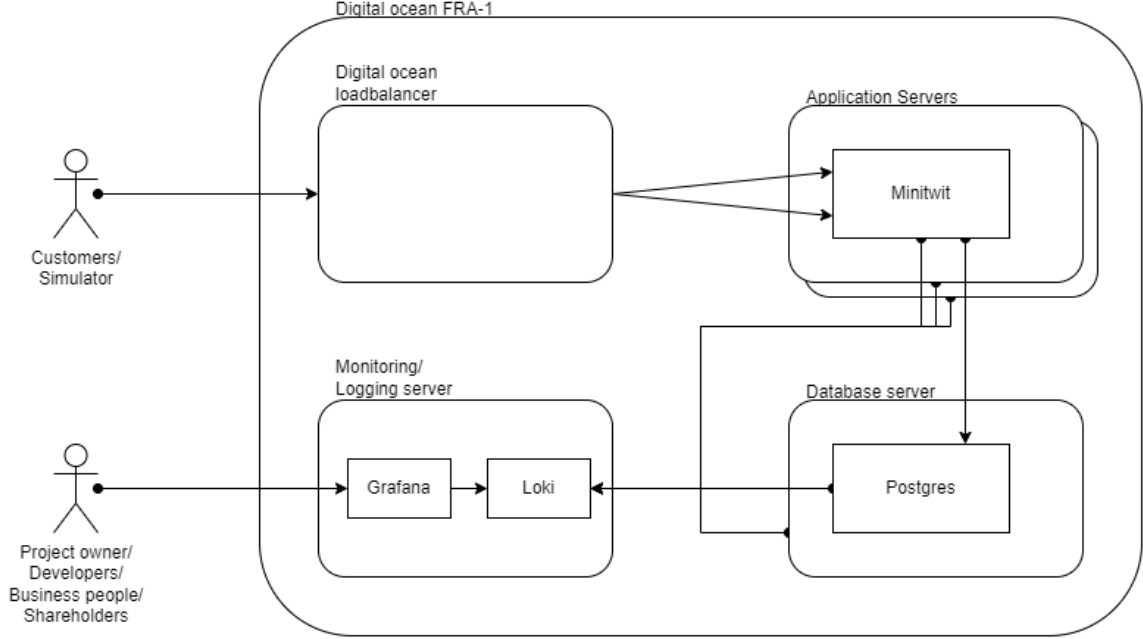 Digital ocean FRA-1
Digital ocean
loadbalancer
Application Servers
Minitwit
Customers/
Simulator
Monitoring/
Logging server
Database server
Grafana
Loki
Postgres
Project owner/
Developers/
Business people/
Shareholders